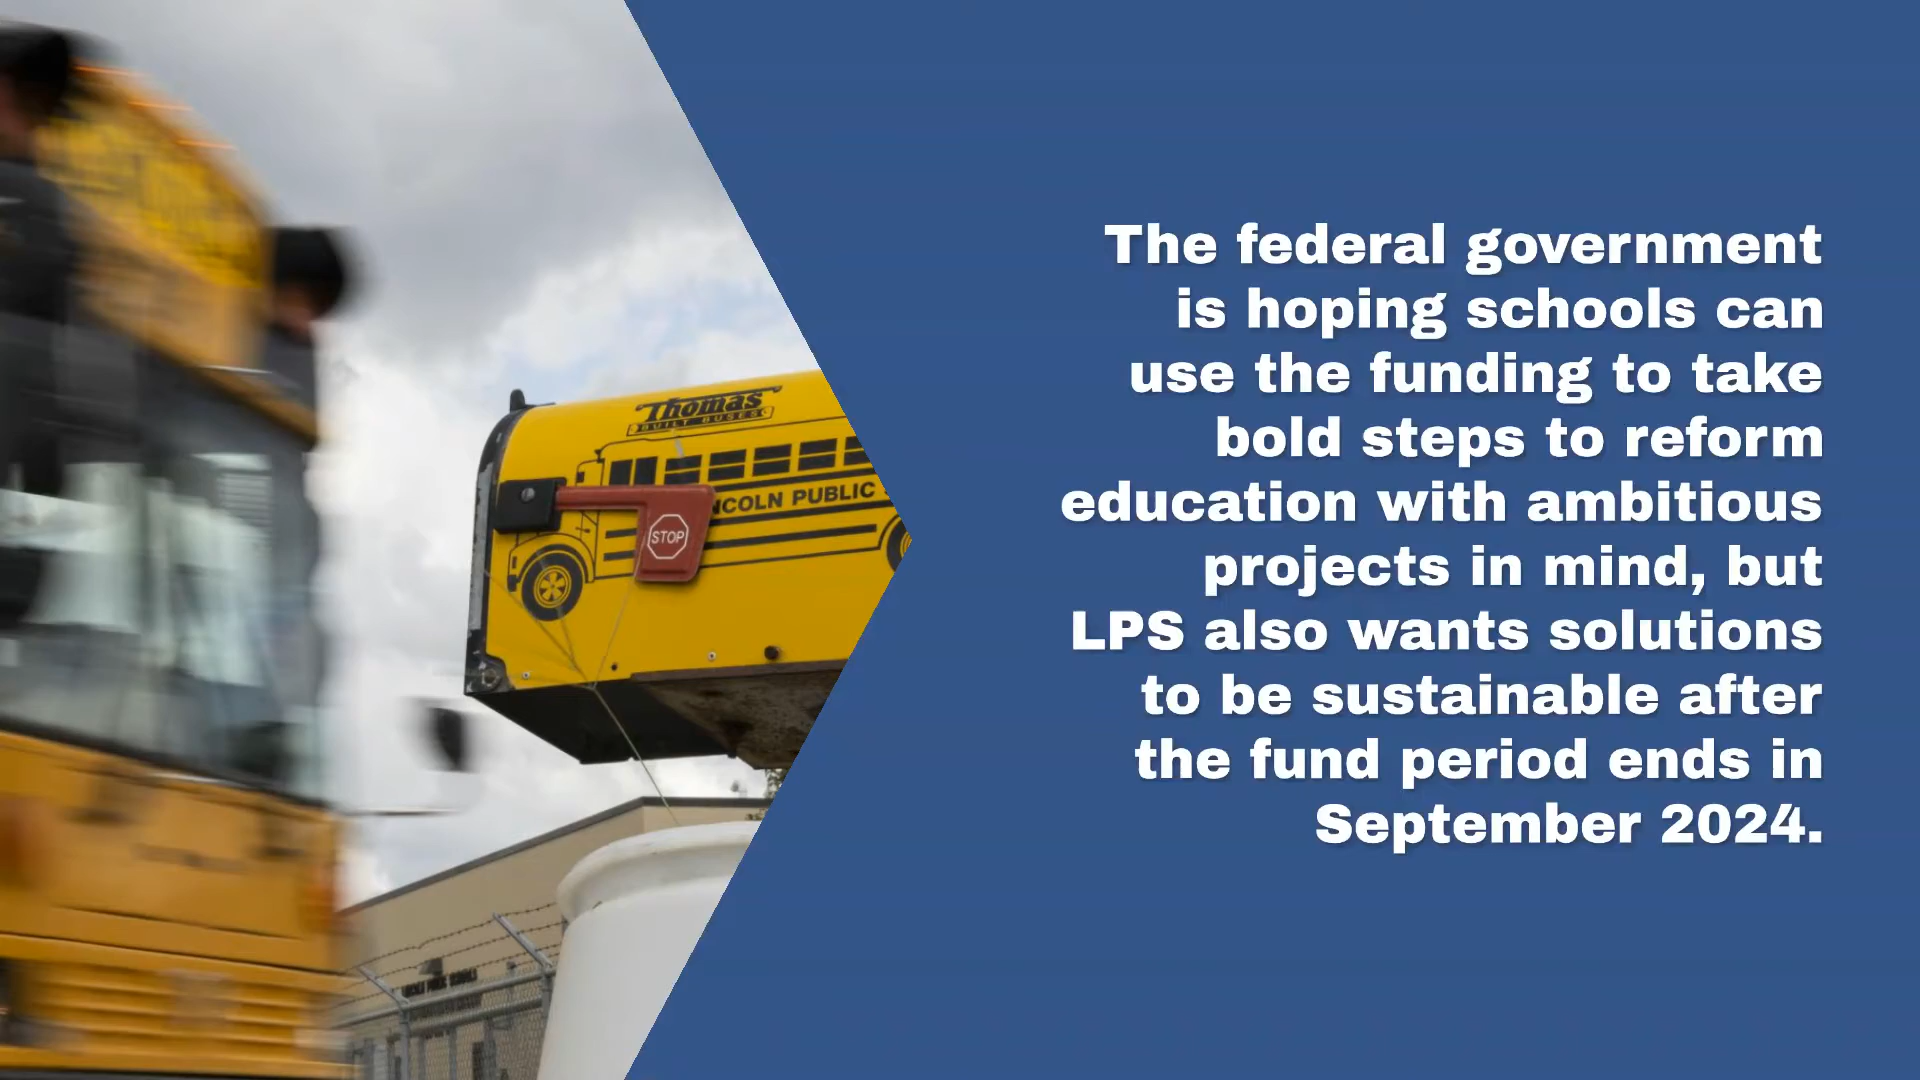 Thomas
BUILT BUSES
NCOLN PUBLIC
STOP
The federal government
is hoping schools can
use the funding to take
bold steps to reform
education with ambitious
projects in mind, but
LPS also wants solutions
to be sustainable after
the fund period ends in
September 2024.